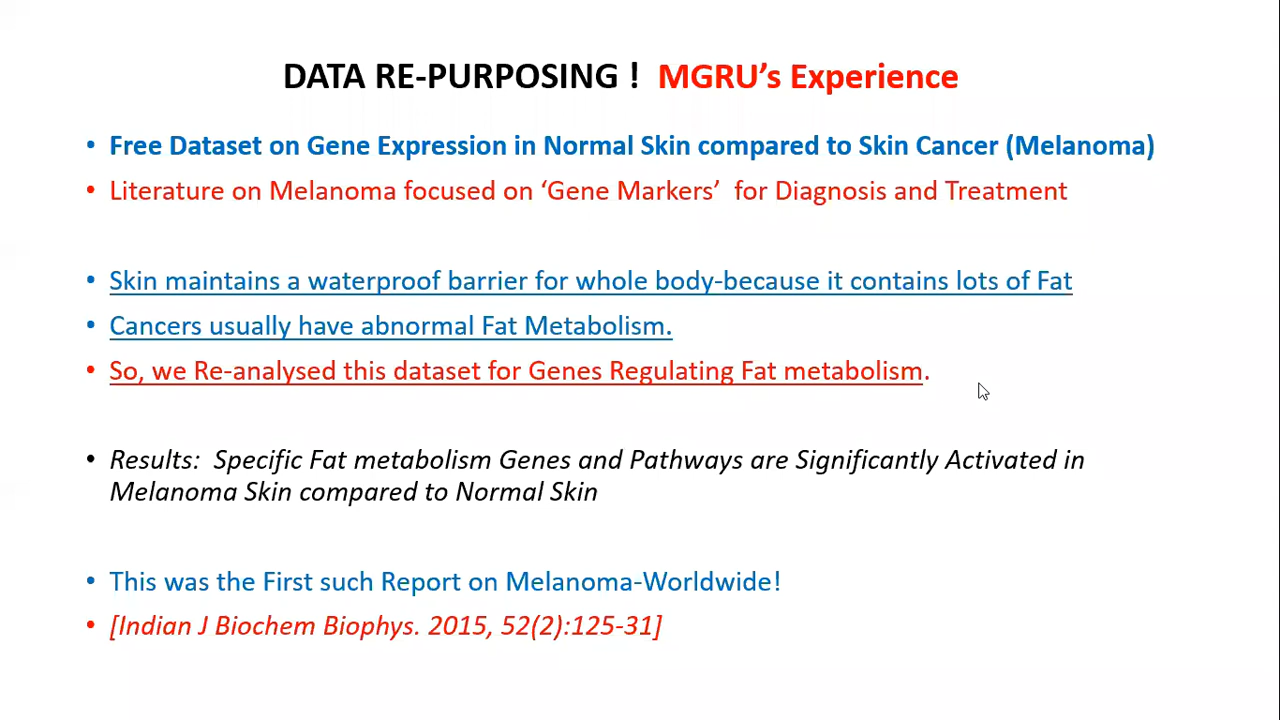 DATA RE-PURPOSING ! MGRU’s Experience
• Free Dataset on Gene Expression in Normal Skin compared to Skin Cancer (Melanoma)
• Literature on Melanoma focused on ‘Gene Markers’ for Diagnosis and Treatment
• Skin maintains a waterproof barrier for whole body-because it contains lots of Fat
• Cancers usually have abnormal Fat Metabolism.
• So, we Re-analysed this dataset for Genes Regulating Fat metabolism.
• Results: Specific Fat metabolism Genes and Pathways are Significantly Activated in
Melanoma Skin compared to Normal Skin
• This was the First such Report on Melanoma-Worldwide!
• [Indian J Biochem Biophys. 2015, 52(2):125-31]